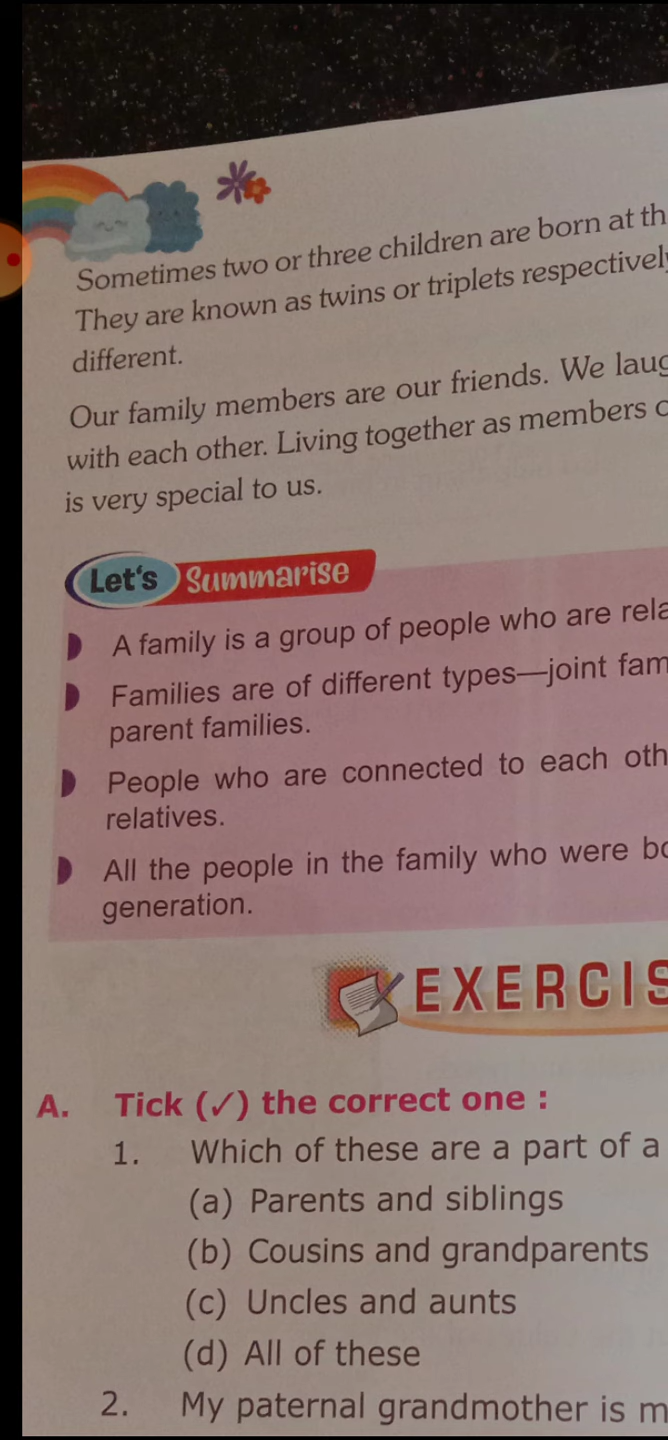 Sometimes two or three children are born at th
They are known as twins or triplets respectivel
different.
Our family members are our friends. We laug
with each other. Living together as members o
is very special to us.
Let's Summarise
A family is a group of people who are rela
Families are of different types—joint fam
parent families.
People who are connected to each oth
relatives.
All the people in the family who were bo
generation.
EXERCIS
A. Tick (✓) the correct one :
1. Which of these are a part of a
(a) Parents and siblings
(b) Cousins and grandparents
(c) Uncles and aunts
(d) All of these
2. My paternal grandmother is m